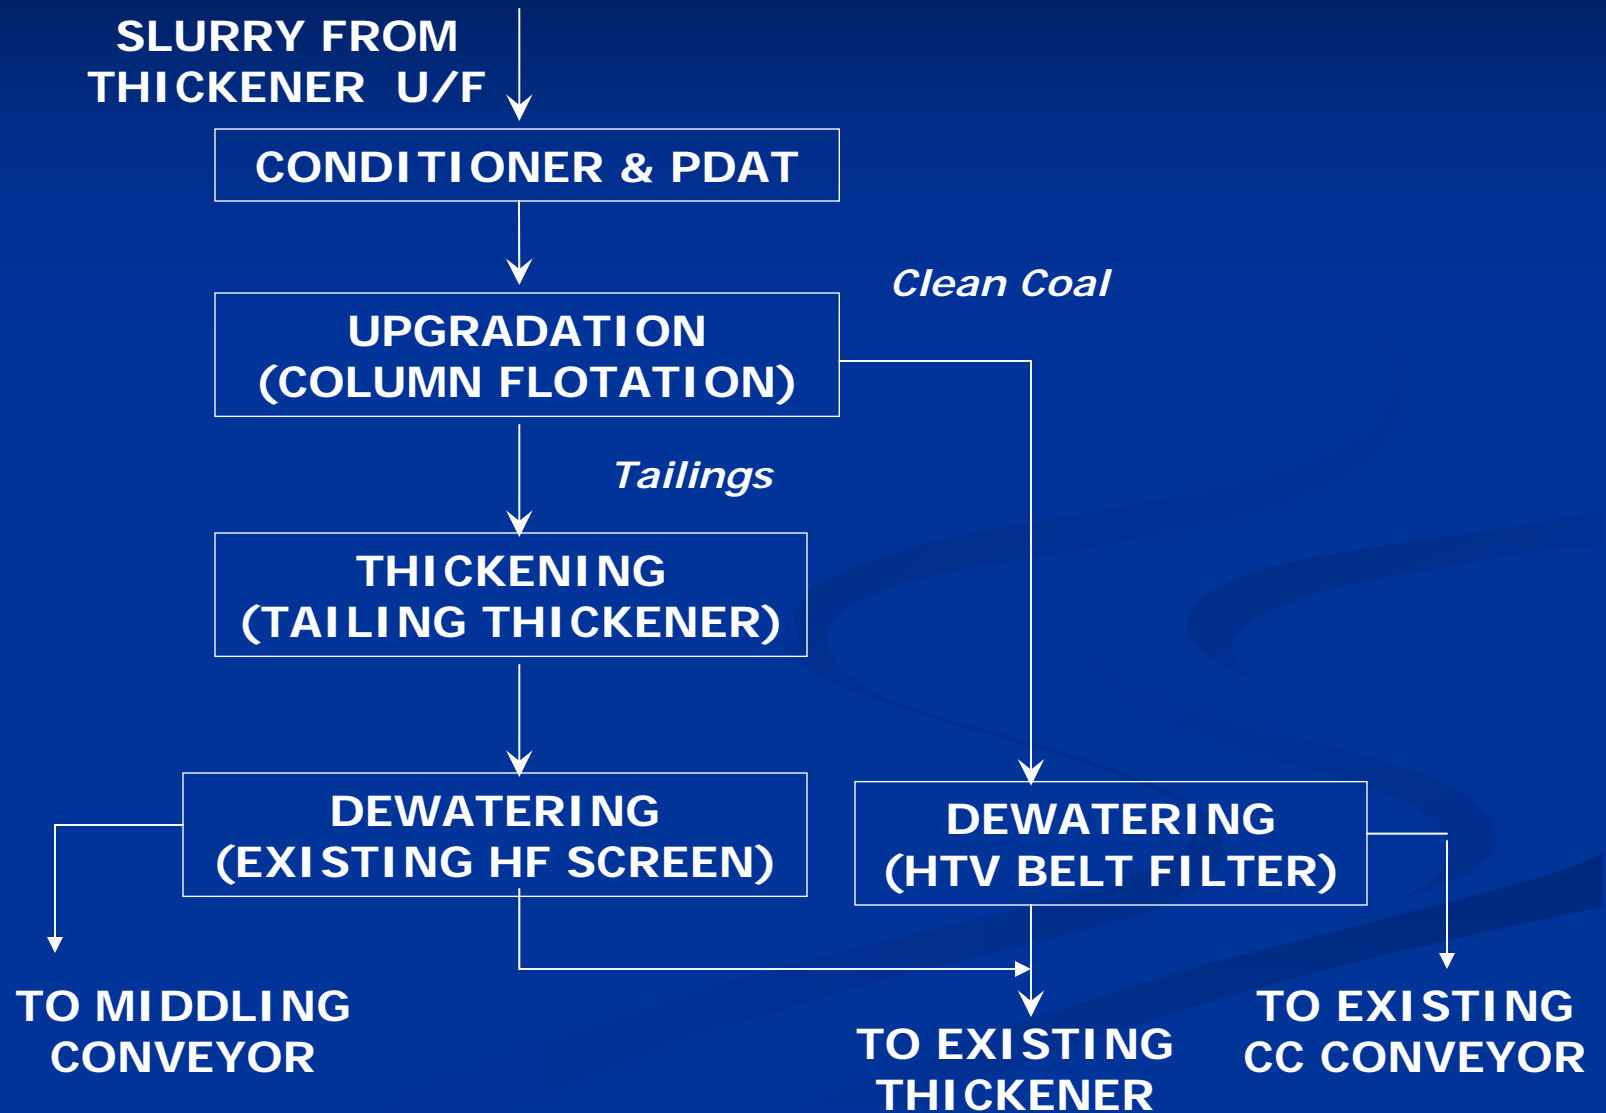 SLURRY FROM
THICKENER U/F
CONDITIONER & PDAT
Clean Coal
UPGRADATION
(COLUMN FLOTATION)
Tailings
THICKENING
(TAILING THICKENER)
DEWATERING
(EXISTING HF SCREEN)
DEWATERING
(HTV BELT FILTER)
TO MIDDLING
CONVEYOR
TO EXISTING
THICKENER
TO EXISTING
CC CONVEYOR